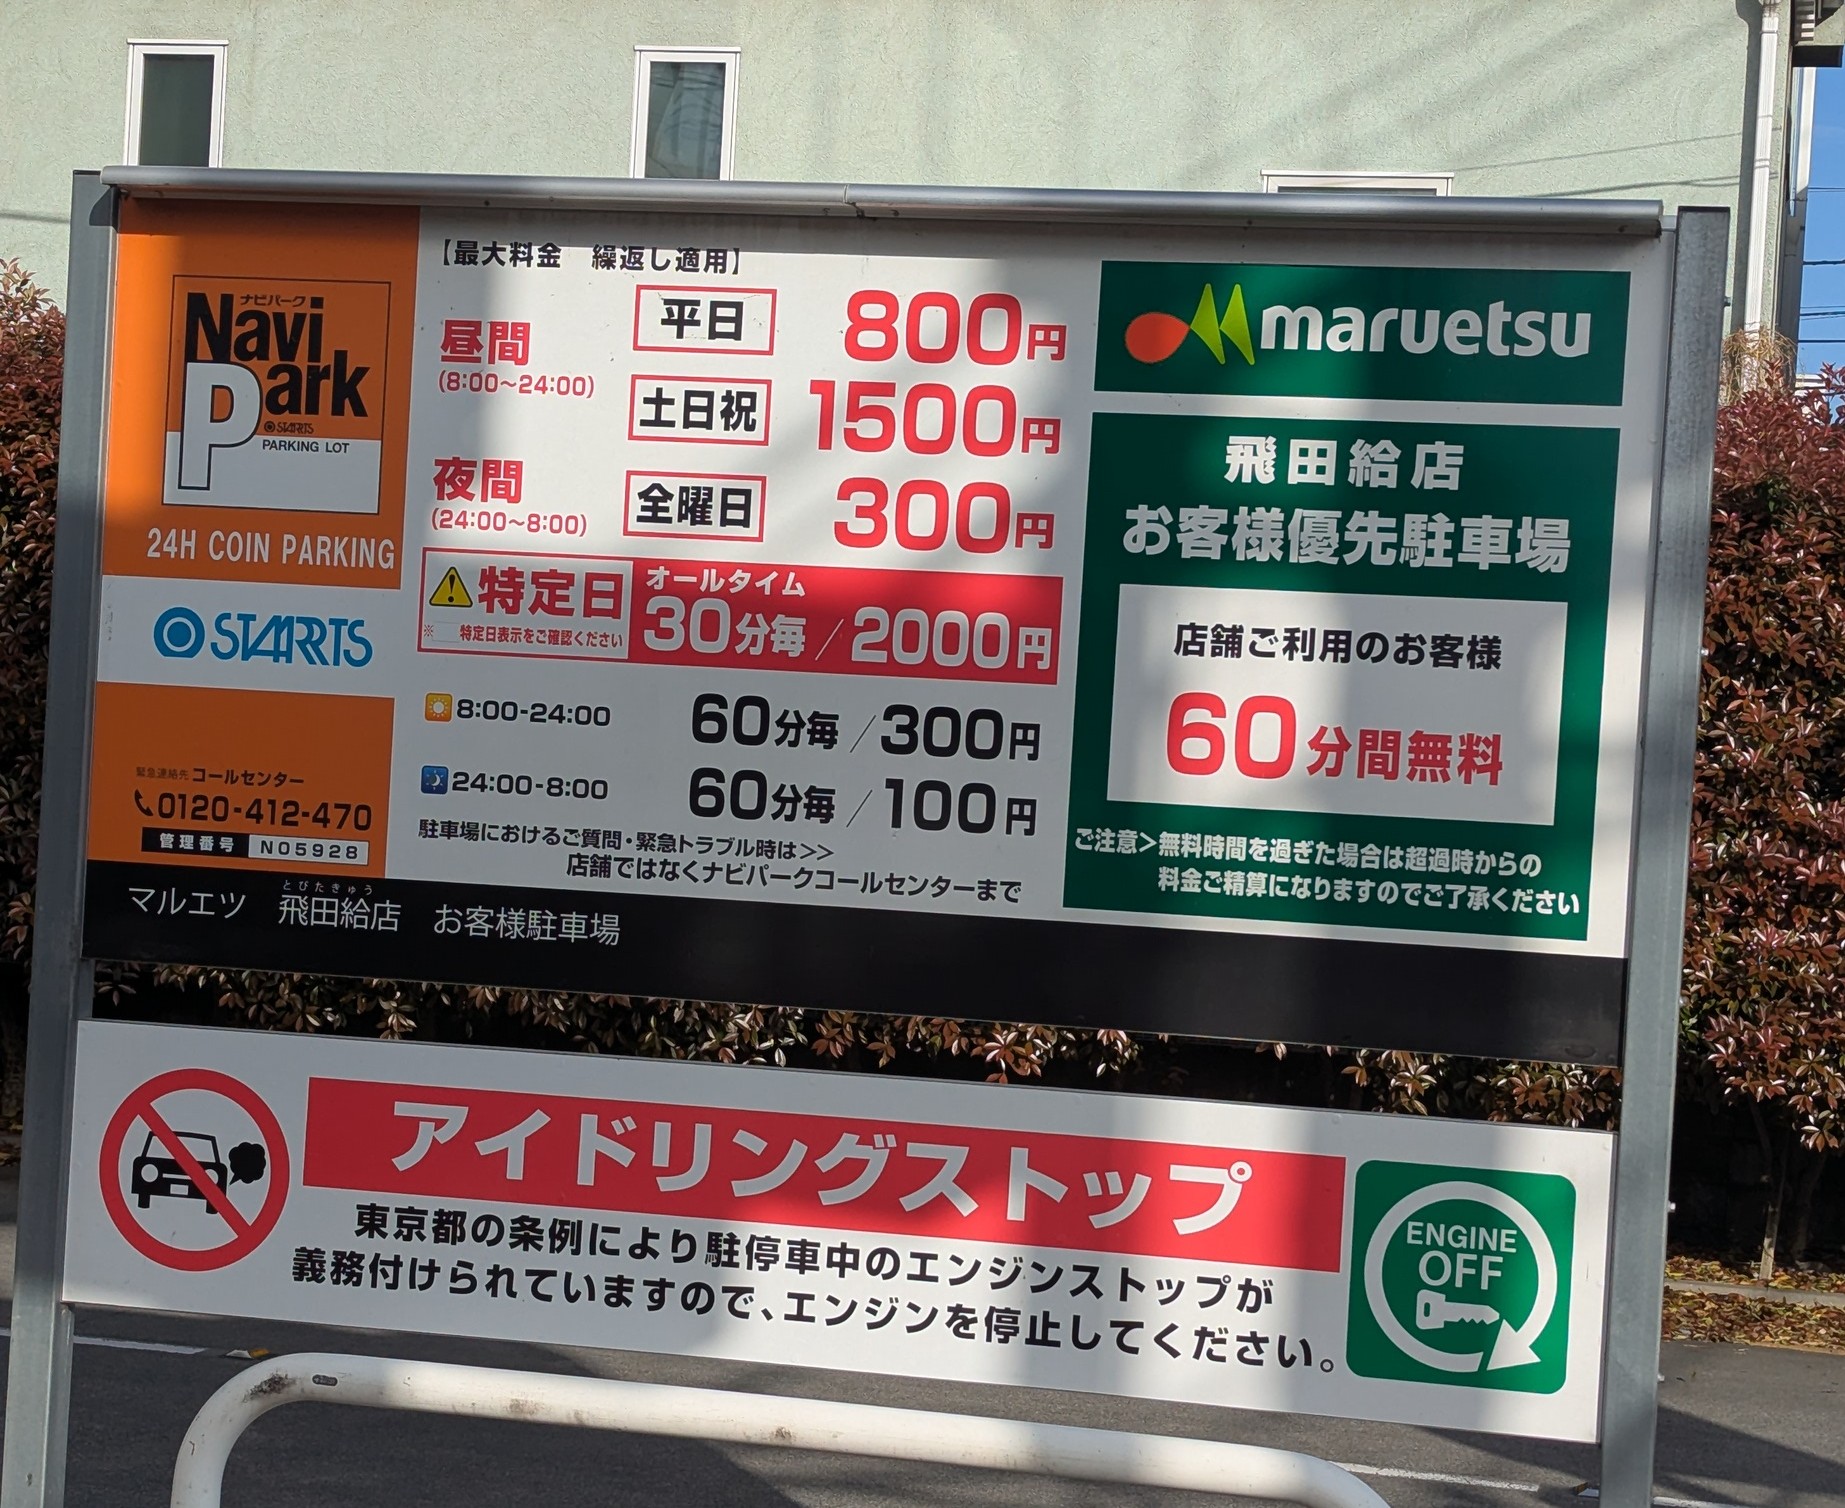 ナビパーク
Navi
Park
STARTS
PARKING LOT
24H COIN PARKING
STARTS
緊急連絡先 コールセンター
0120-412-470
管理番号 N05928
【最大料金 繰返し適用】
昼間
(8:00～24:00)
平日 800円
土日祝 1500円
夜間
(24:00～8:00)
全曜日 300円
特定日
※ 特定日表示をご確認ください
オールタイム
30分毎/2000円
8:00-24:00 60分毎/300円
24:00-8:00 60分毎/100円
駐車場におけるご質問・緊急トラブル時は>>
店舗ではなくナビパークコールセンターまで
maruetsu
飛田給店
お客様優先駐車場
店舗ご利用のお客様
60分間無料
ご注意>無料時間を過ぎた場合は超過時からの
料金ご精算になりますのでご了承ください
とびたきゅう
マルエツ 飛田給店 お客様駐車場
アイドリングストップ
東京都の条例により駐停車中のエンジンストップが
義務付けられていますので、エンジンを停止してください。
ENGINE
OFF